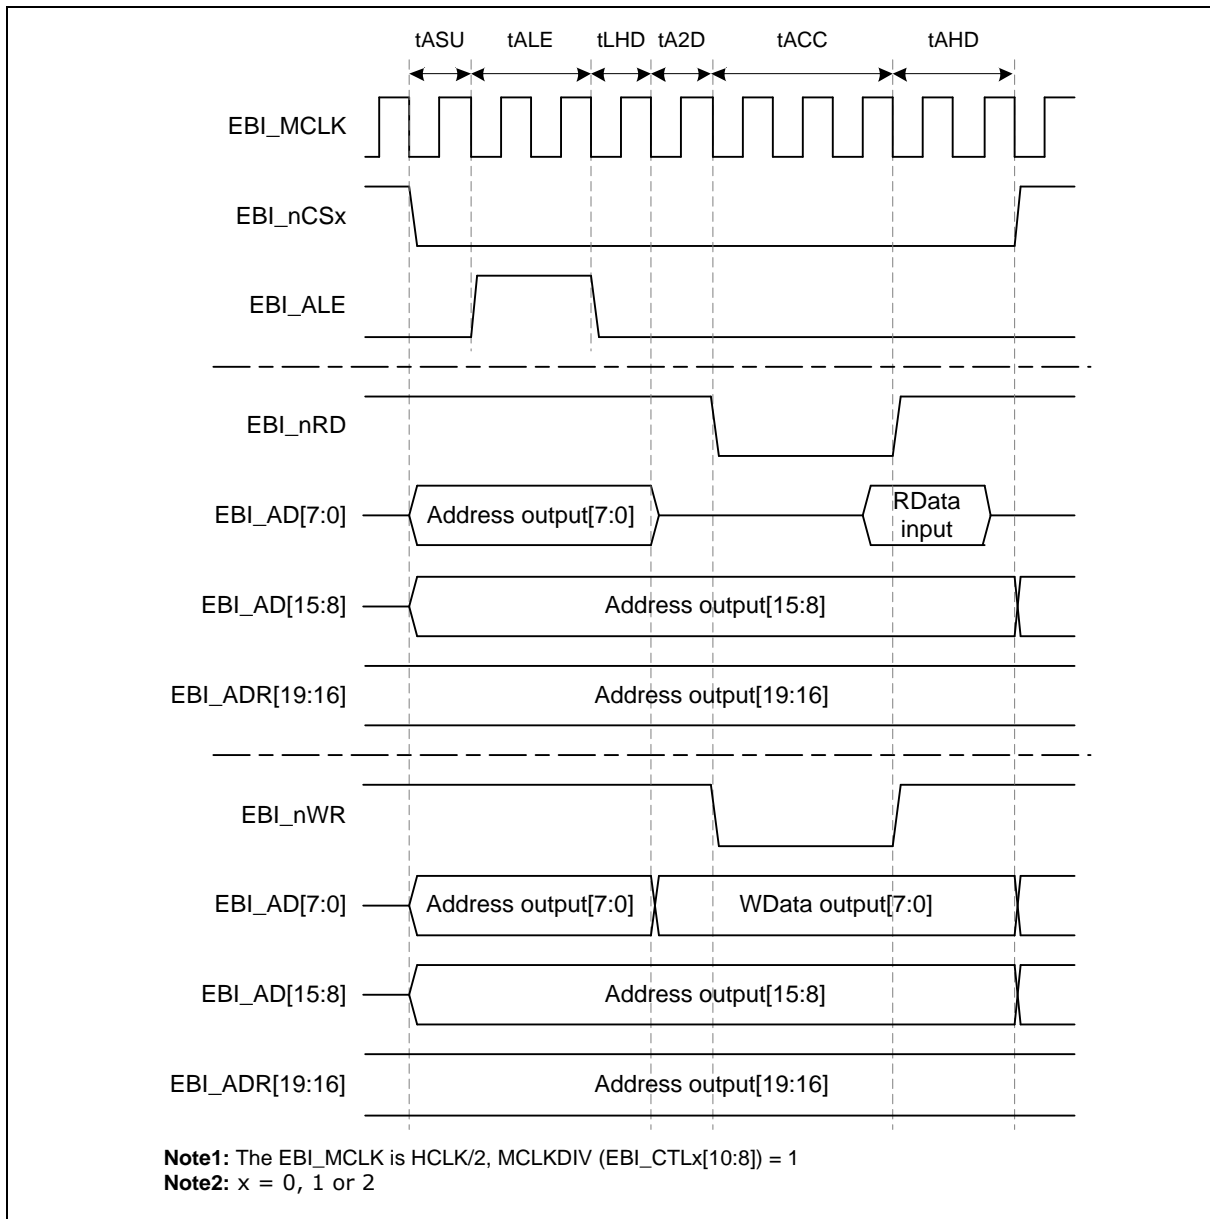 tASU tALE tLHD tA2D tACC tAHD
EBI_MCLK
EBI_nCSx
EBI_ALE
EBI_nRD
EBI_AD[7:0] Address output[7:0] RData
input
EBI_AD[15:8] Address output[15:8]
EBI_ADR[19:16] Address output[19:16]
EBI_nWR
EBI_AD[7:0] Address output[7:0] WData output[7:0]
EBI_AD[15:8] Address output[15:8]
EBI_ADR[19:16] Address output[19:16]
Note1: The EBI_MCLK is HCLK/2, MCLKDIV (EBI_CTLx[10:8]) = 1
Note2: x = 0, 1 or 2